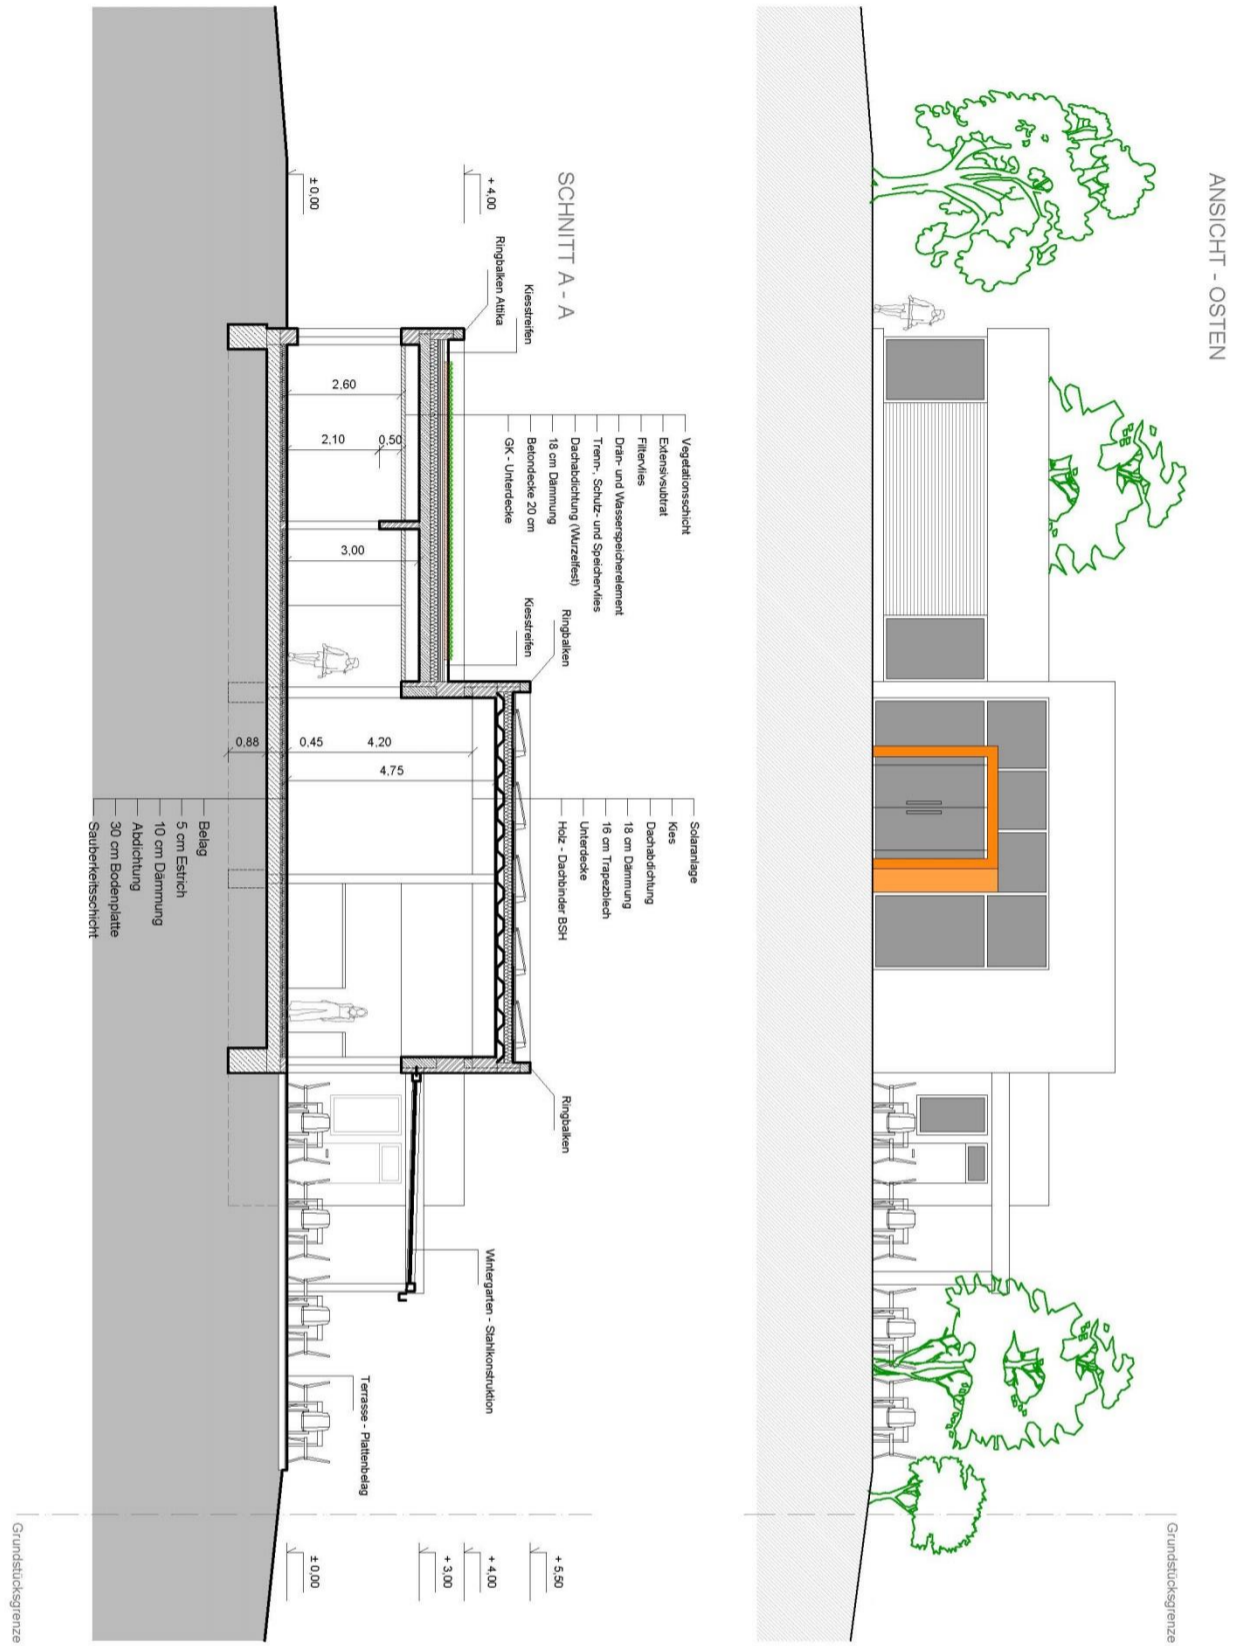 ANSICHT - OSTEN
Grundstücksgrenze
SCHNITT A - A
+ 4,00
± 0,00
Ringbalken Attika
Kiesstreifen
Vegetationsschicht
Extensivsubtrat
Filtervlies
Drän- und Wasserspeicherelement
Trenn-, Schutz- und Speichervlies
Dachabdichtung (Wurzelfest)
18 cm Dämmung
Betondecke 20 cm
GK - Unterdecke
Kiesstreifen
Ringbalken
Solaranlage
Kies
Dachabdichtung
18 cm Dämmung
16 cm Trapezblech
Unterdecke
Holz - Dachbinder BSH
Ringbalken
Wintergarten - Stahlkonstruktion
Terrasse - Plattenbelag
+ 5,50
+ 4,00
+ 3,00
± 0,00
2,60
2,10
0,50
3,00
0,88
0,45
4,20
4,75
Belag
5 cm Estrich
10 cm Dämmung
Abdichtung
30 cm Bodenplatte
Sauberkeitsschicht
Grundstücksgrenze